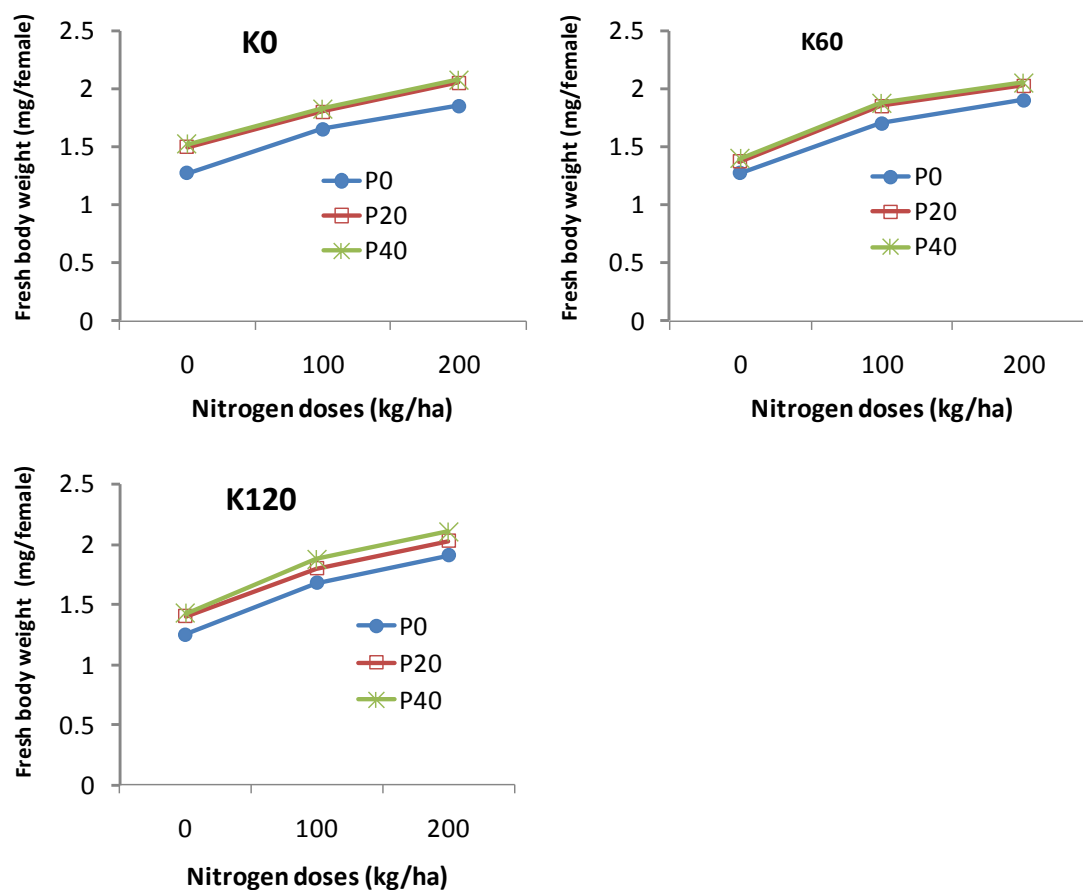 K0
Fresh body weight (mg/female)
2.5
2
1.5
1
0.5
0
P0
P20
P40
0 100 200
Nitrogen doses (kg/ha)
K60
Fresh body weight (mg/female)
2.5
2
1.5
1
0.5
0
P0
P20
P40
0 100 200
Nitrogen doses (kg/ha)
K120
Fresh body weight (mg/female)
2.5
2
1.5
1
0.5
0
P0
P20
P40
0 100 200
Nitrogen doses (kg/ha)